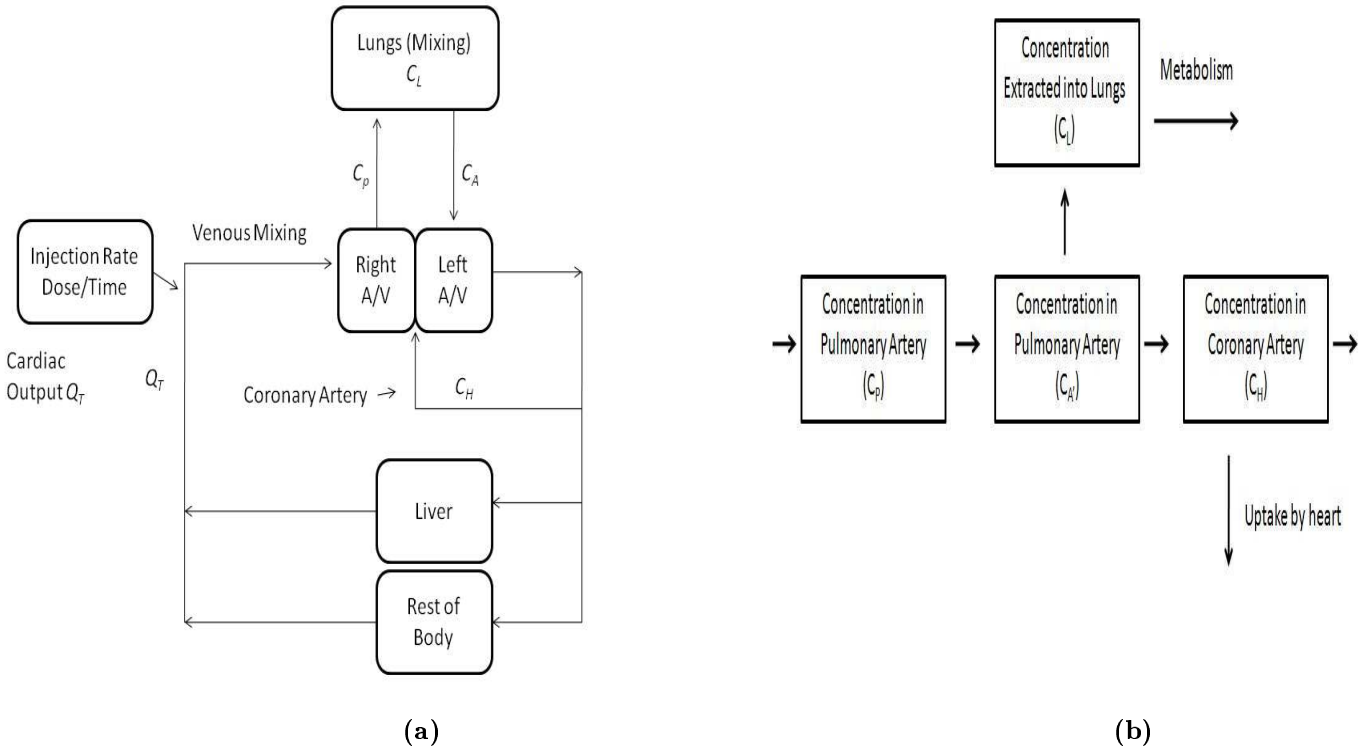 Lungs (Mixing)
C_L
C_p
C_A
Venous Mixing
Injection Rate
Dose/Time
Right
A/V
Left
A/V
Cardiac
Output Q_T
Q_T
Coronary Artery
C_H
Liver
Rest of
Body
(a)
Concentration
Extracted into Lungs
(C_L)
Metabolism
Concentration in
Pulmonary Artery
(C_P)
Concentration in
Pulmonary Artery
(C_A')
Concentration in
Coronary Artery
(C_H)
Uptake by heart
(b)